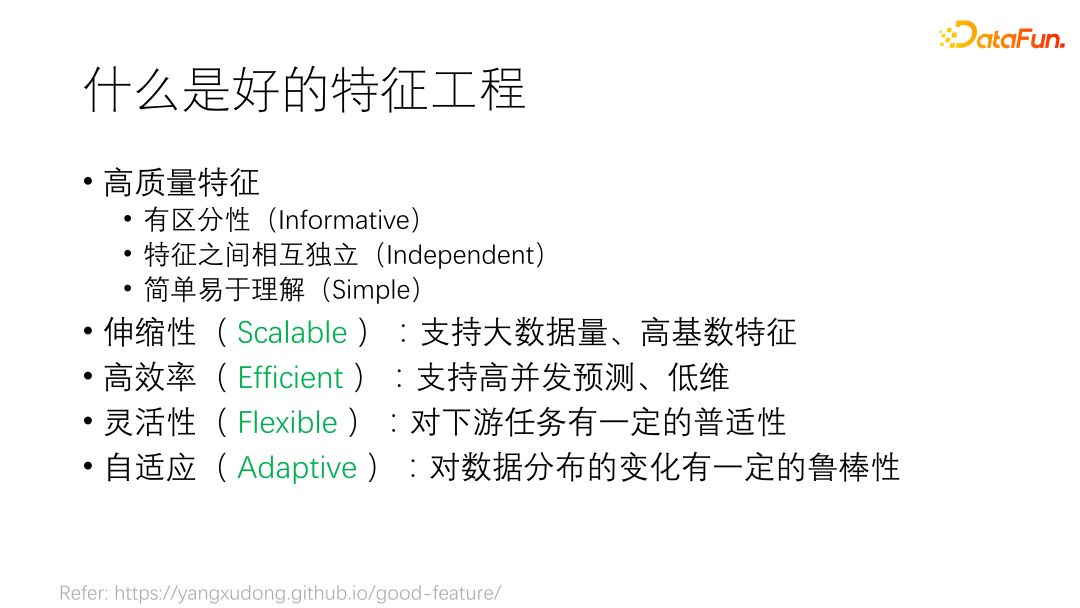 DataFun.
什么是好的特征工程
• 高质量特征
• 有区分性（Informative）
• 特征之间相互独立（Independent）
• 简单易于理解（Simple）
• 伸缩性（ Scalable ）：支持大数据量、高基数特征
• 高效率（ Efficient ）：支持高并发预测、低维
• 灵活性（ Flexible ）：对下游任务有一定的普适性
• 自适应（ Adaptive ）：对数据分布的变化有一定的鲁棒性
Refer: https://yangxudong.github.io/good-feature/